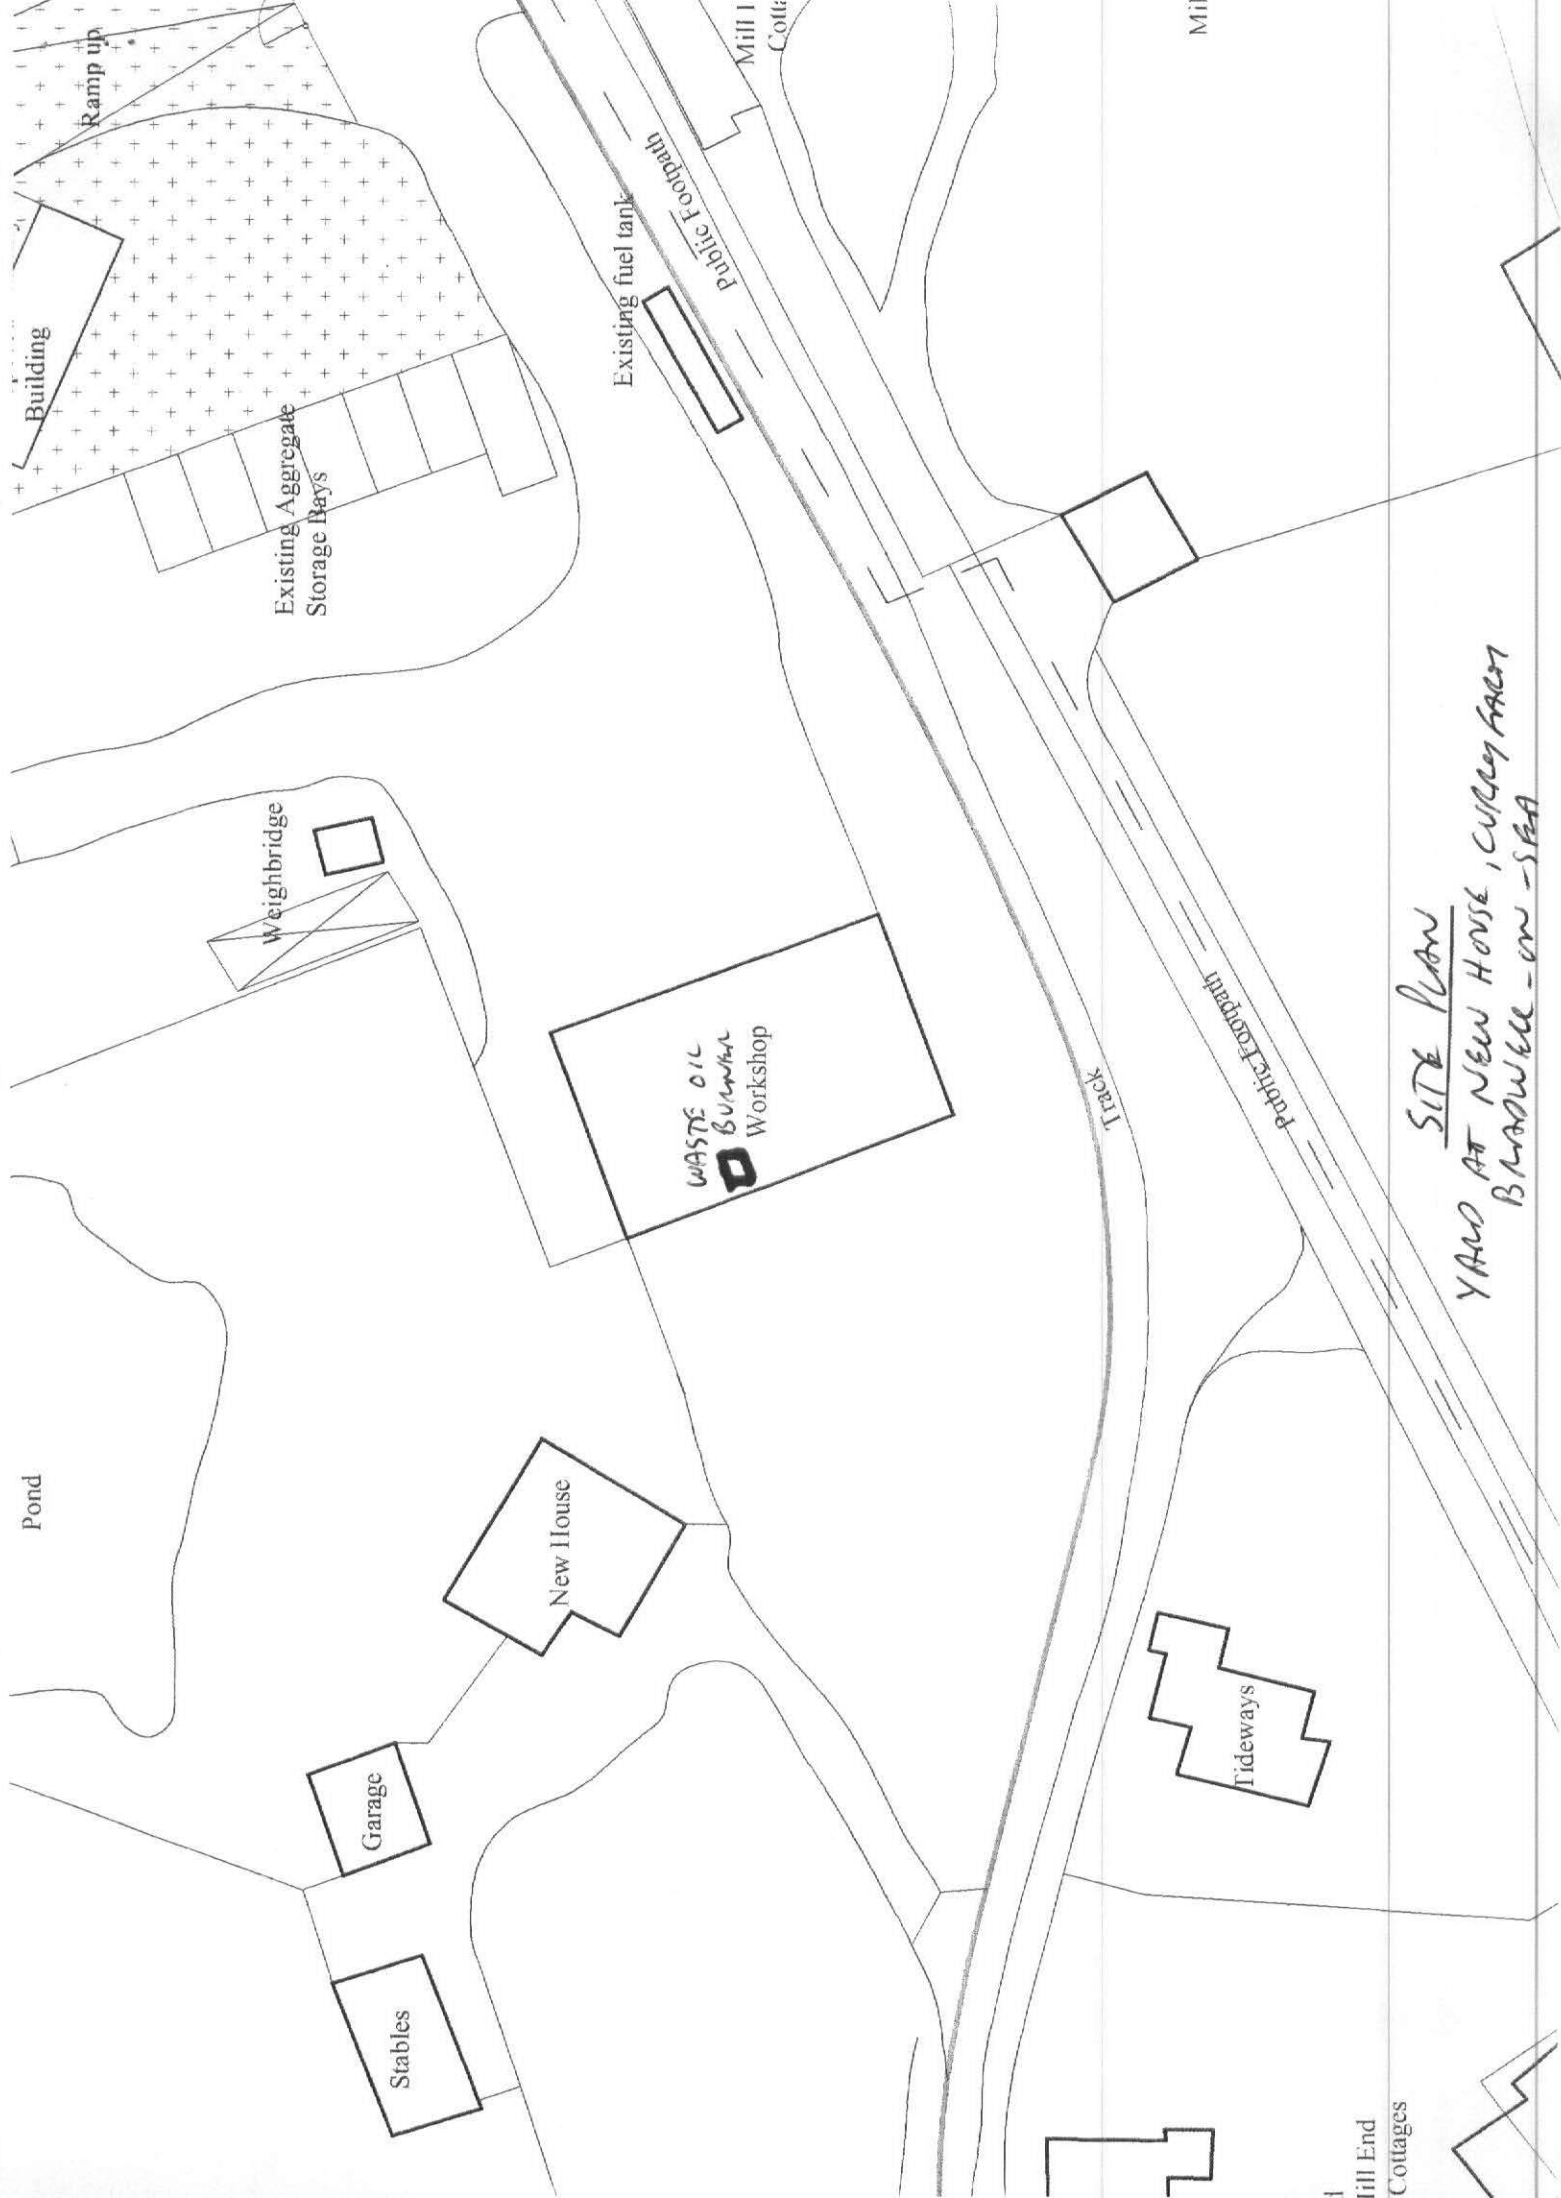 Pond
Building
Ramp up
Weighbridge
Existing Aggregate
Storage Bays
Garage
Stables
New House
Existing fuel tank
Public Footpath
WASTE OIL
BURNER
Workshop
Track
Public Footpath
Tideways
Cottages
SITE PLAN
YARD AT NEW HOUSE, CURRY FARM
BRADWELL-ON-SEA